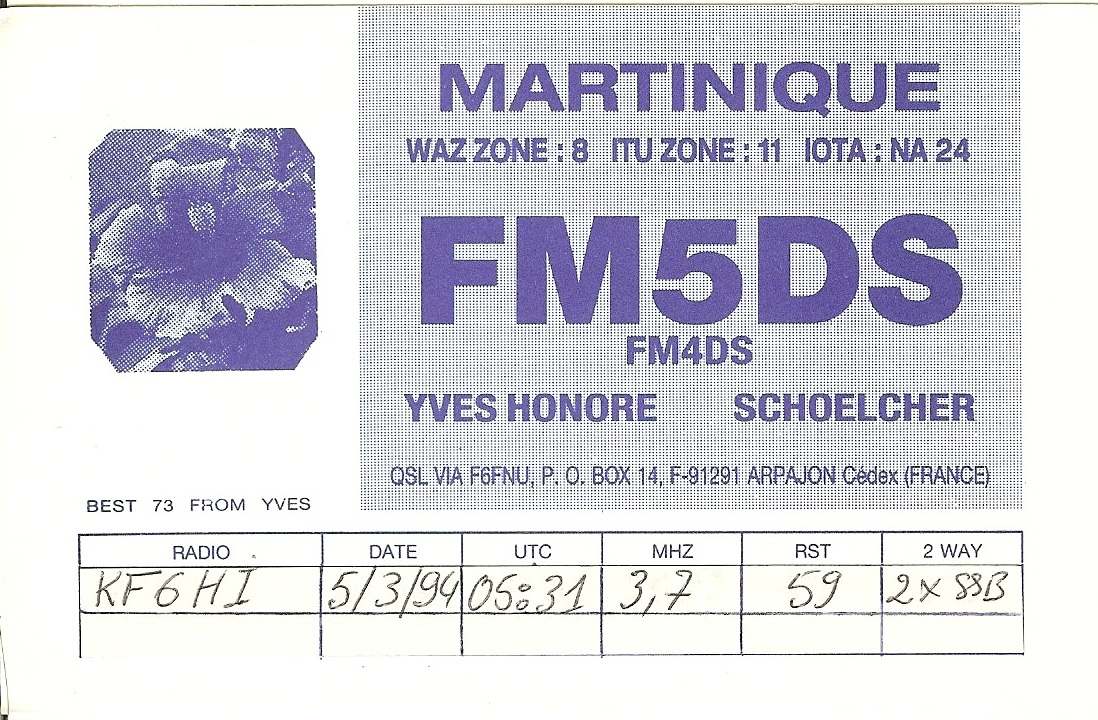 MARTINIQUE
WAZ ZONE : 8 ITU ZONE : 11 IOTA : NA 24
FM5DS
FM4DS
YVES HONORE SCHOELCHER
QSL VIA F6FNU, P. O. BOX 14, F-91291 ARPAJON Cédex (FRANCE)
BEST 73 FROM YVES
RADIO DATE UTC MHZ RST 2 WAY
KF6HI 5/3/94 05:31 3,7 59 2 x SSB